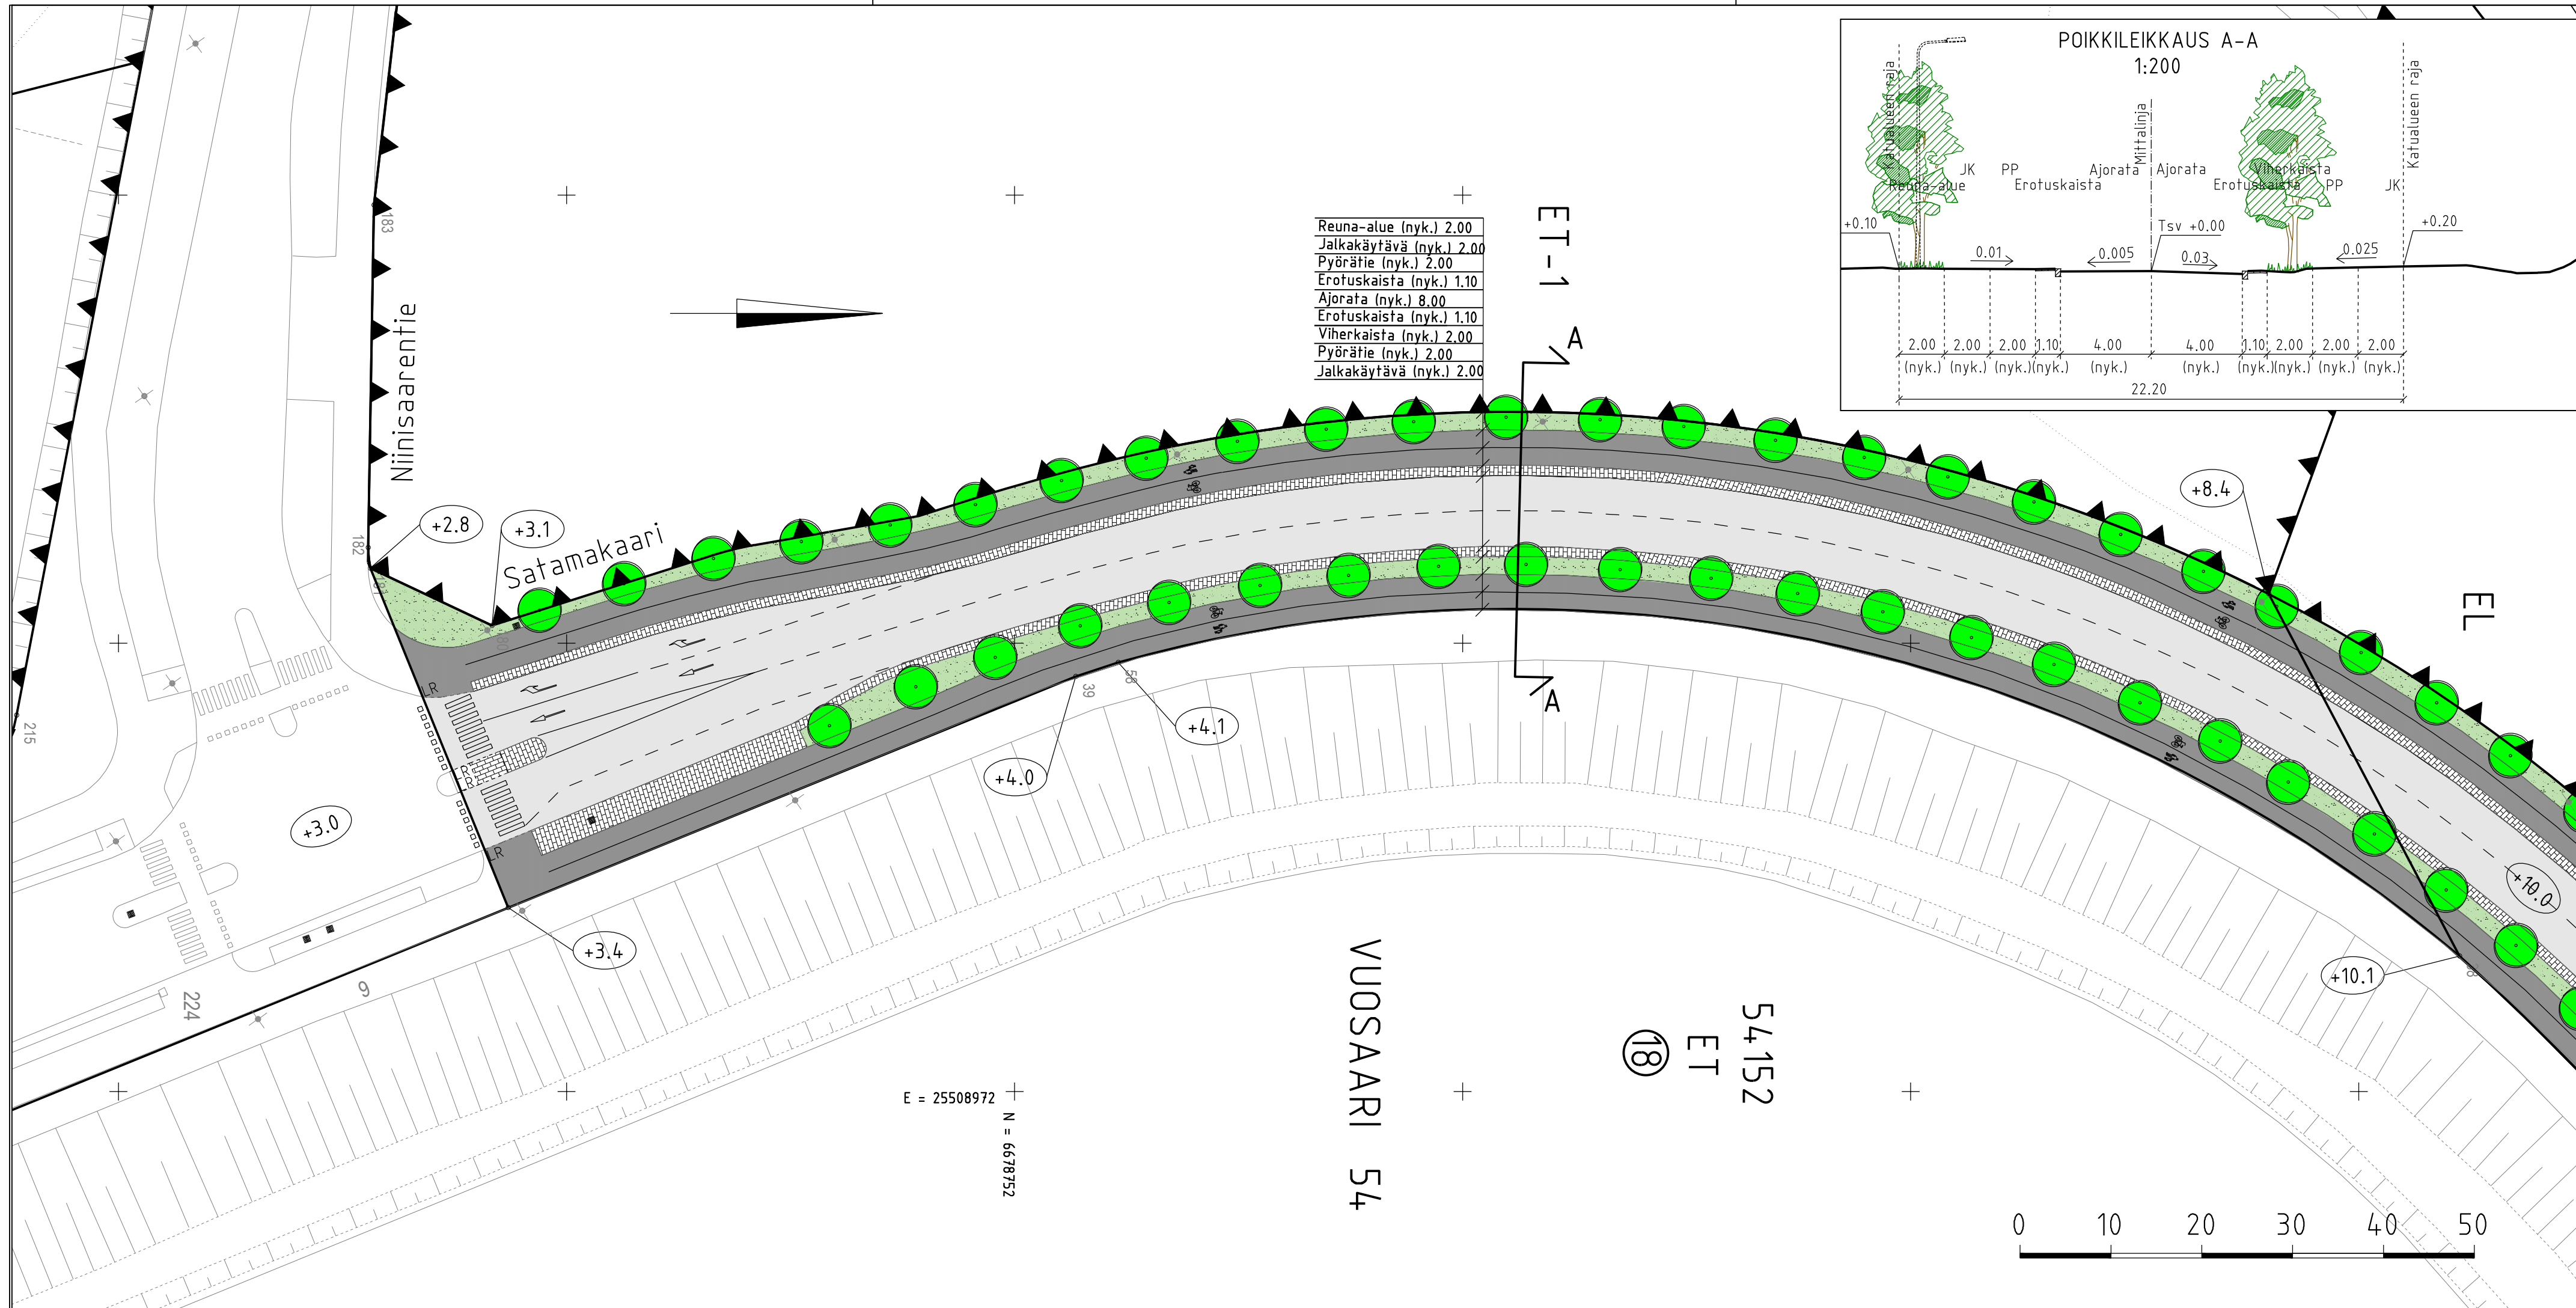 POIKKILEIKKAUS A-A
1:200
Katualueen raja
Mittalinja
Katualueen raja
JK
PP
Ajorata
Ajorata
Viherkaista
Reuna-alue
Erotuskaista
Erotuskaista
PP
JK
+0.10
Tsv +0.00
+0.20
0.01
0.005
0.03
0.025
2.00 2.00 2.00 1.10 4.00 4.00 1.10 2.00 2.00 2.00
(nyk.) (nyk.) (nyk.) (nyk.) (nyk.) (nyk.) (nyk.) (nyk.) (nyk.) (nyk.)
22.20
Reuna-alue (nyk.) 2.00
Jalkakäytävä (nyk.) 2.00
Pyörätie (nyk.) 2.00
Erotuskaista (nyk.) 1.10
Ajorata (nyk.) 8.00
Erotuskaista (nyk.) 1.10
Viherkaista (nyk.) 2.00
Pyörätie (nyk.) 2.00
Jalkakäytävä (nyk.) 2.00
ET-1
A
A
183
Niinisaarentie
182
181
+2.8
+3.1
Satamakaari
80
+8.4
EL
LR
RR
LR
215
+3.0
39
58
+4.1
+4.0
+3.4
224
9
+10.0
+10.1
38
VUOSAARI 54
54152
ET
18
E = 25508972
N = 6678752
0 10 20 30 40 50